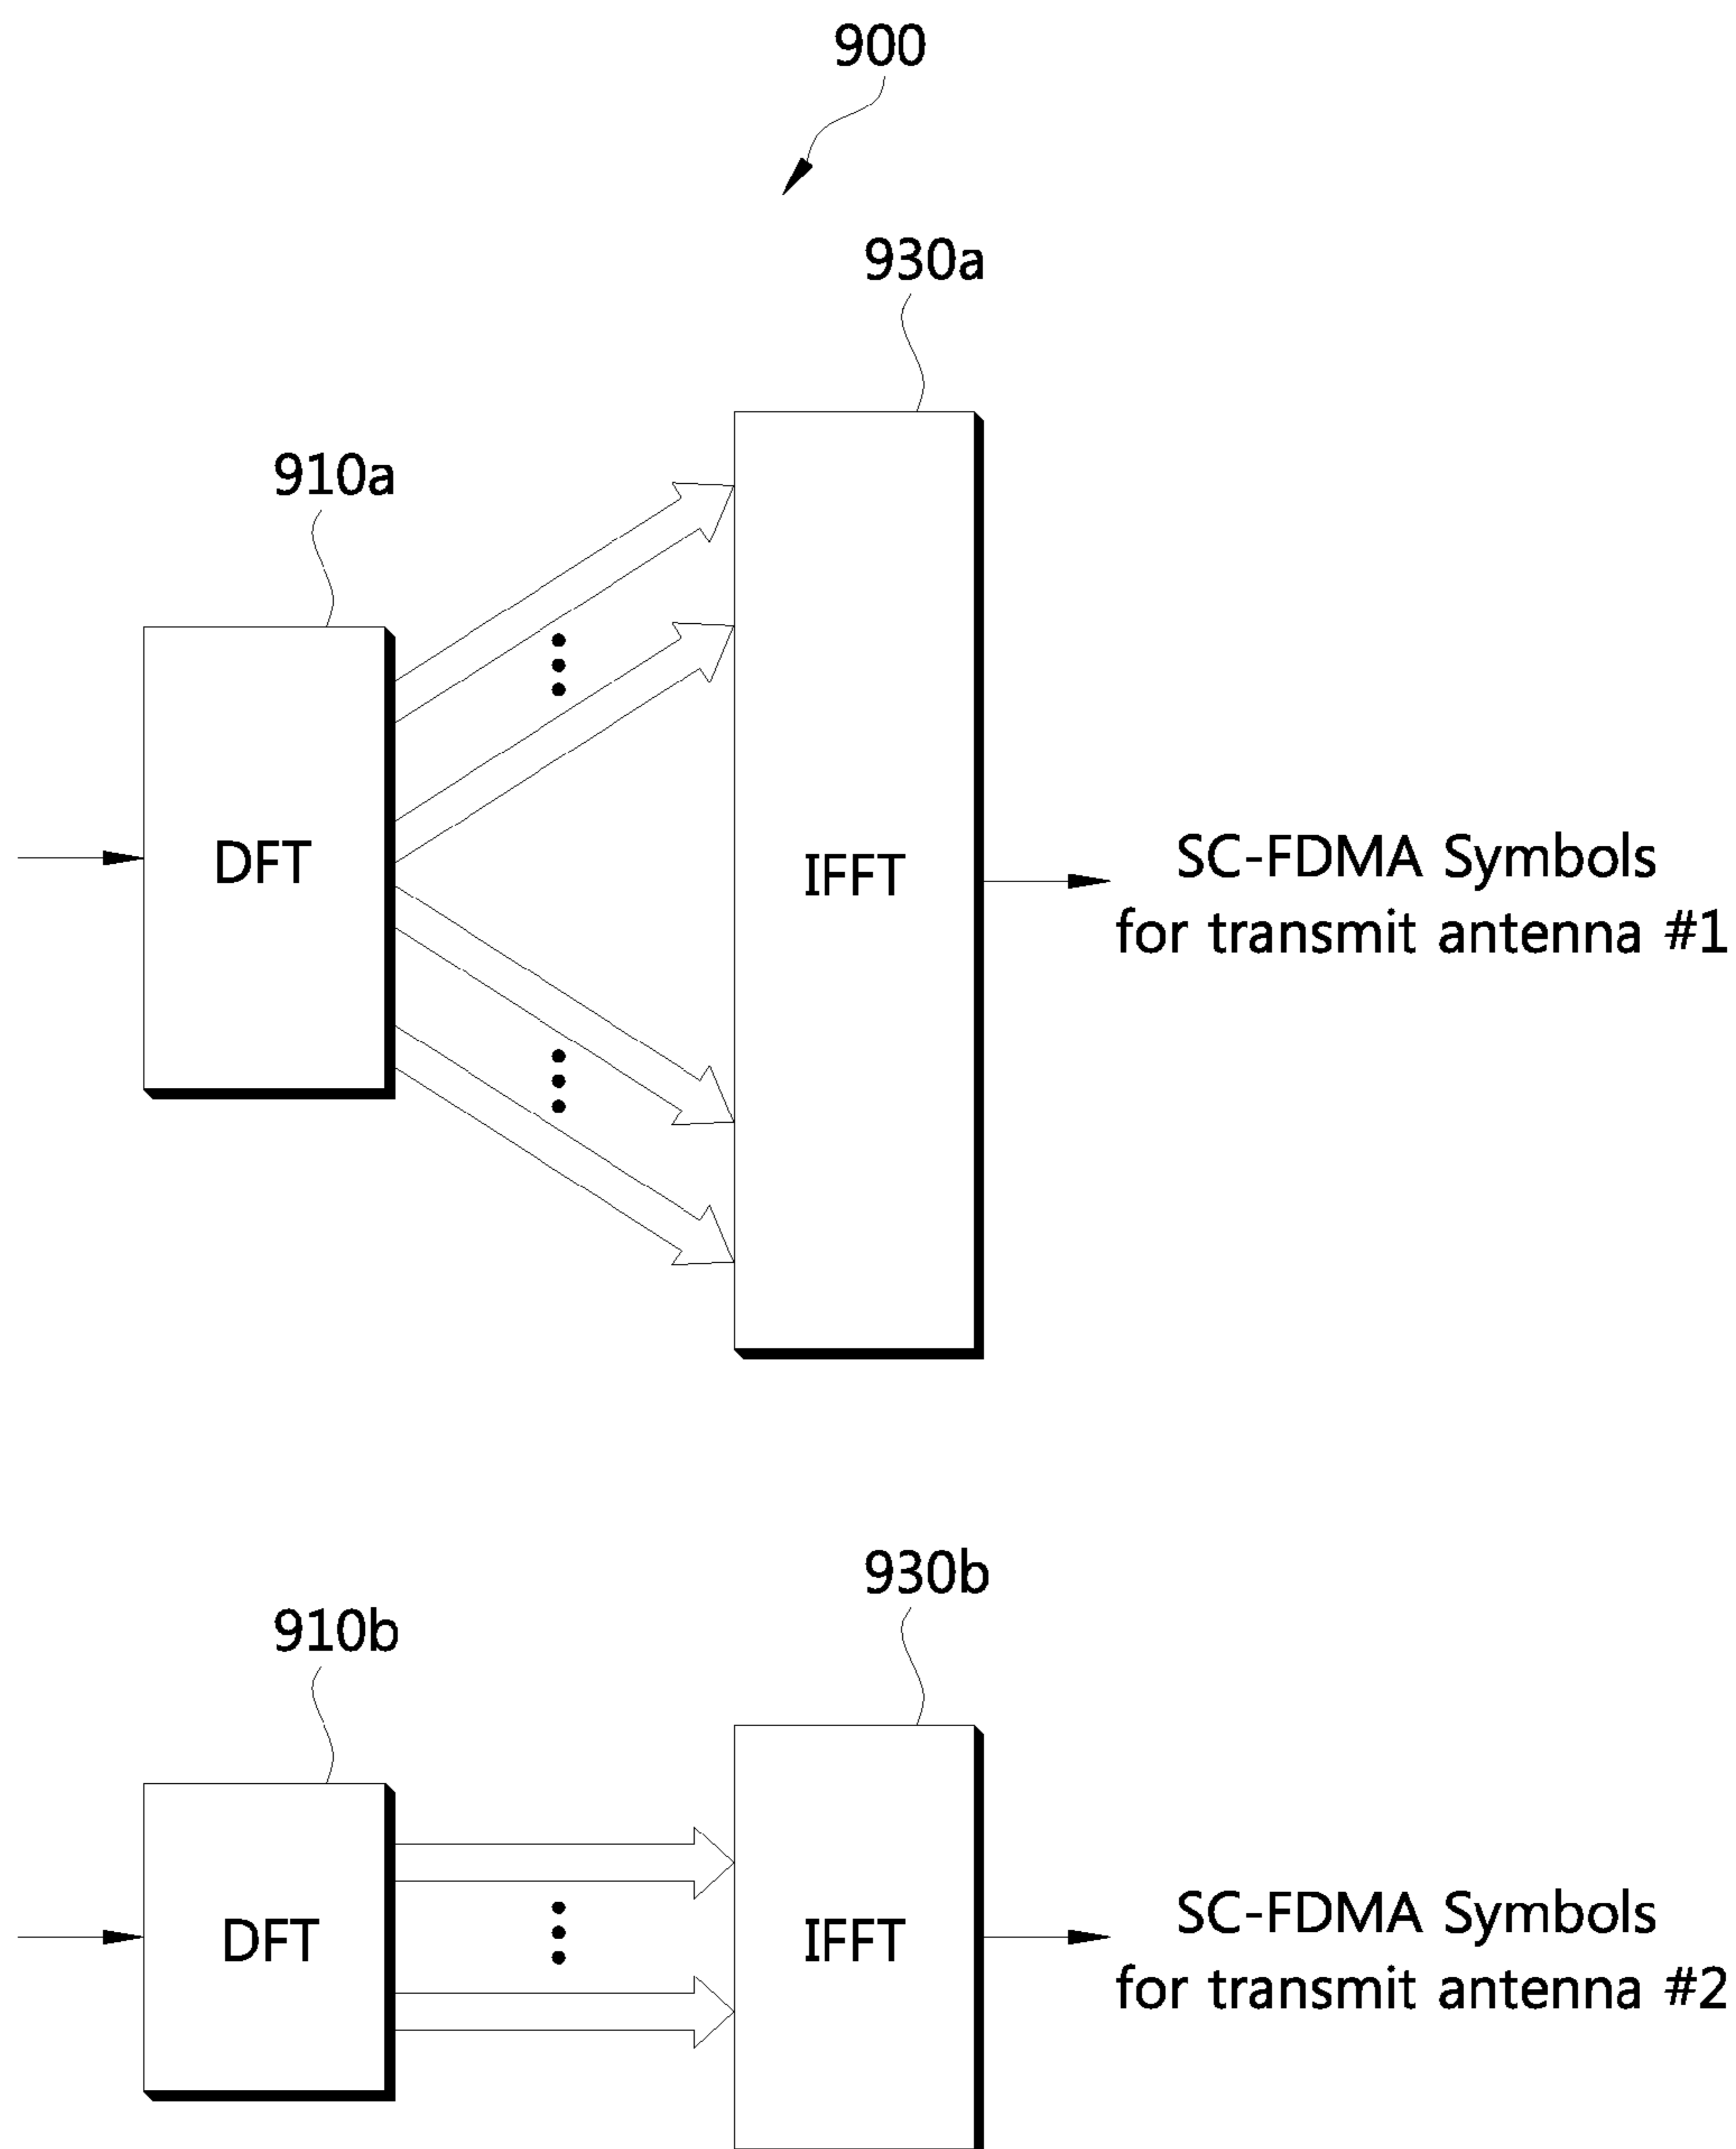 900
930a
910a
DFT
IFFT
SC-FDMA Symbols
for transmit antenna #1
930b
910b
DFT
IFFT
SC-FDMA Symbols
for transmit antenna #2